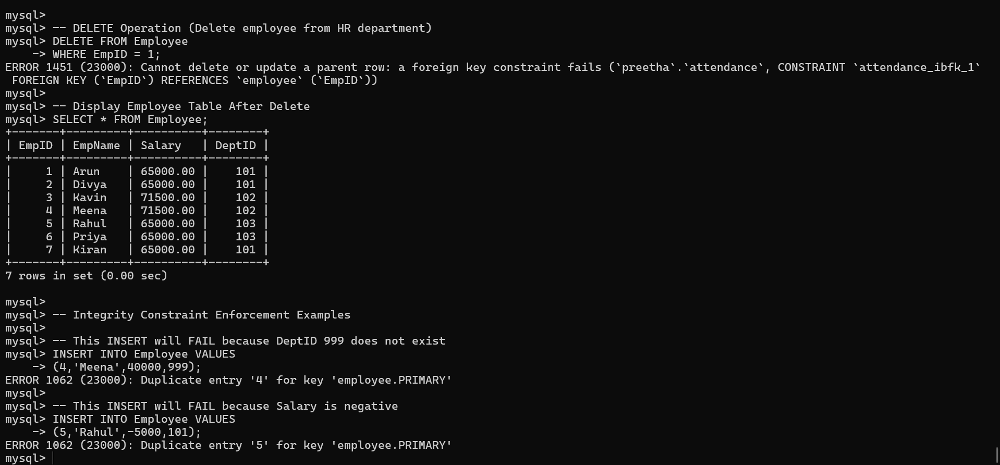 mysql>
mysql> -- DELETE Operation (Delete employee from HR department)
mysql> DELETE FROM Employee
    -> WHERE EmpID = 1;
ERROR 1451 (23000): Cannot delete or update a parent row: a foreign key constraint fails (`preetha`.`attendance`, CONSTRAINT `attendance_ibfk_1`
 FOREIGN KEY (`EmpID`) REFERENCES `employee` (`EmpID`))
mysql>
mysql> -- Display Employee Table After Delete
mysql> SELECT * FROM Employee;
+-------+---------+----------+--------+
| EmpID | EmpName | Salary   | DeptID |
+-------+---------+----------+--------+
|     1 | Arun    | 65000.00 |    101 |
|     2 | Divya   | 65000.00 |    101 |
|     3 | Kavin   | 71500.00 |    102 |
|     4 | Meena   | 71500.00 |    102 |
|     5 | Rahul   | 65000.00 |    103 |
|     6 | Priya   | 65000.00 |    103 |
|     7 | Kiran   | 65000.00 |    101 |
+-------+---------+----------+--------+
7 rows in set (0.00 sec)

mysql>
mysql> -- Integrity Constraint Enforcement Examples
mysql>
mysql> -- This INSERT will FAIL because DeptID 999 does not exist
mysql> INSERT INTO Employee VALUES
    -> (4,'Meena',40000,999);
ERROR 1062 (23000): Duplicate entry '4' for key 'employee.PRIMARY'
mysql>
mysql> -- This INSERT will FAIL because Salary is negative
mysql> INSERT INTO Employee VALUES
    -> (5,'Rahul',-5000,101);
ERROR 1062 (23000): Duplicate entry '5' for key 'employee.PRIMARY'
mysql>